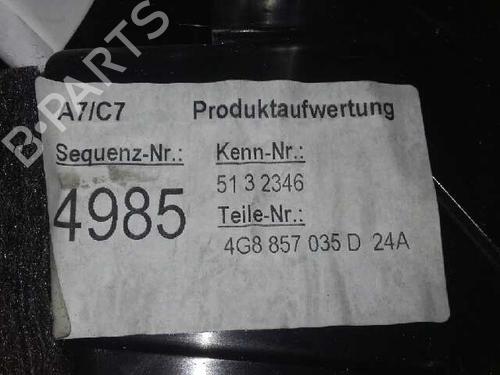 B-PARTS
A7/C7 Produktaufwertung
Sequenz-Nr.: Kenn-Nr.:
4985 51 3 2346
Teile-Nr.:
4G8 857 035 D 24A